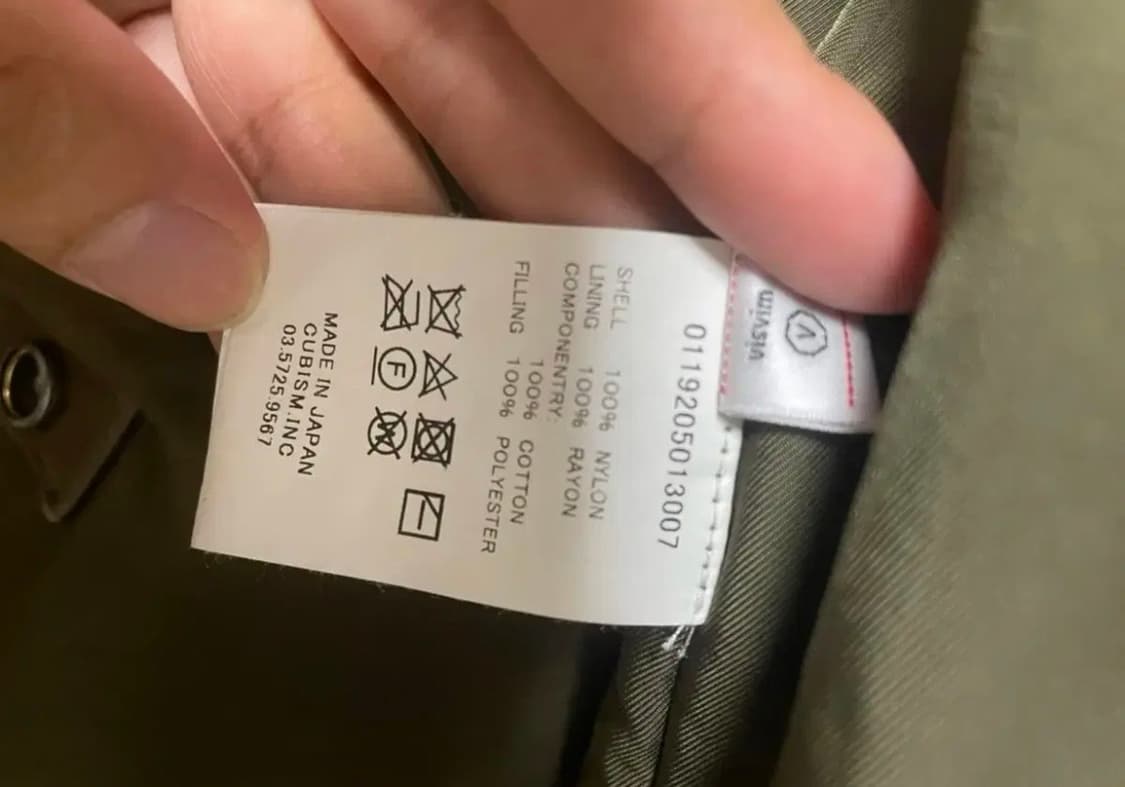 visvim
0119205013007
SHELL 100% NYLON
LINING 100% RAYON
COMPONENTRY:
100% COTTON
FILLING 100% POLYESTER
F
W
MADE IN JAPAN
CUBISM.INC
03.5725.9567